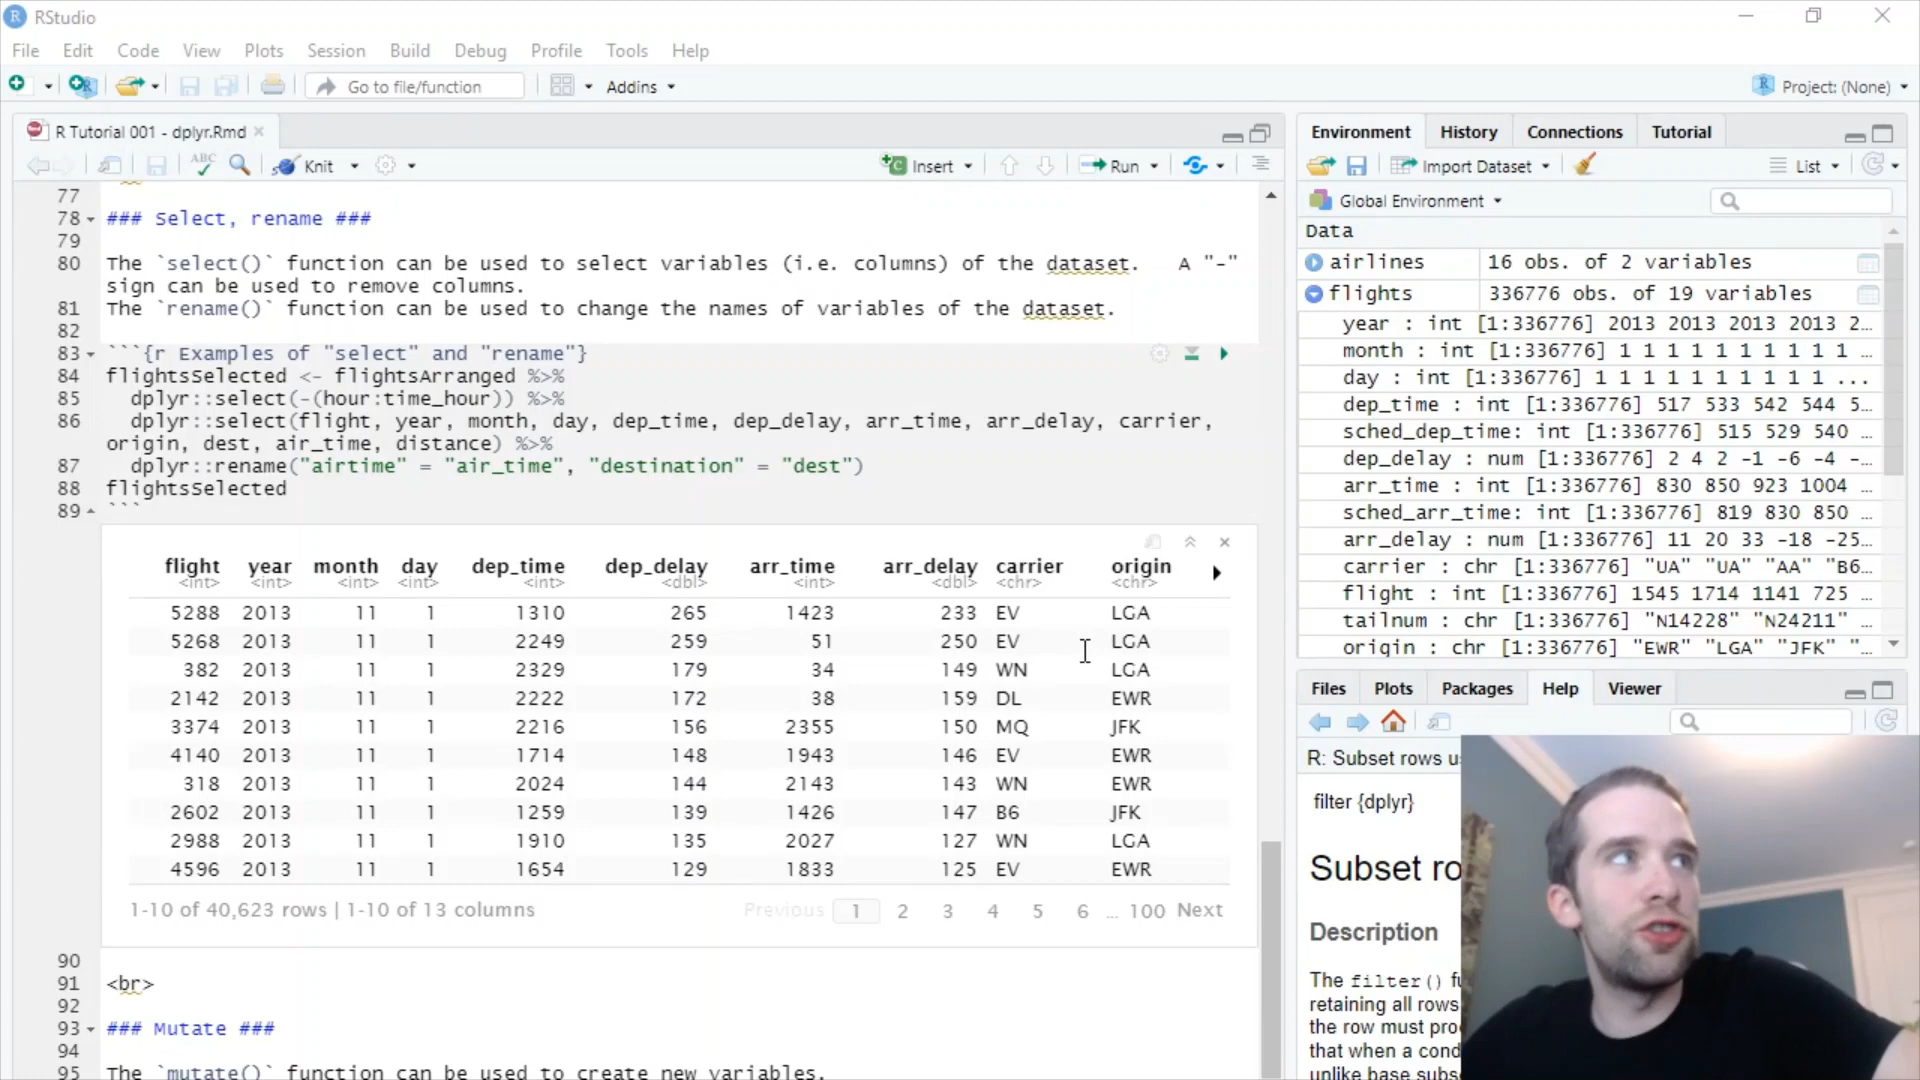 RStudio
File Edit Code View Plots Session Build Debug Profile Tools Help
Go to file/function Addins Project: (None)
R Tutorial 001 - dplyr.Rmd
ABC Knit Insert Run
77
78 ### Select, rename ###
79
80 The `select()` function can be used to select variables (i.e. columns) of the dataset. A "-"
sign can be used to remove columns.
81 The `rename()` function can be used to change the names of variables of the dataset.
82
83 ```{r Examples of "select" and "rename"}
84 flightsSelected <- flightsArranged %>%
85 dplyr::select(-(hour:time_hour)) %>%
86 dplyr::select(flight, year, month, day, dep_time, dep_delay, arr_time, arr_delay, carrier,
origin, dest, air_time, distance) %>%
87 dplyr::rename("airtime" = "air_time", "destination" = "dest")
88 flightsSelected
89 ```
flight year month day dep_time dep_delay arr_time arr_delay carrier origin
<int> <int> <int> <int> <int> <dbl> <int> <dbl> <chr> <chr>
5288 2013 11 1 1310 265 1423 233 EV LGA
5268 2013 11 1 2249 259 51 250 EV LGA
382 2013 11 1 2329 179 34 149 WN LGA
2142 2013 11 1 2222 172 38 159 DL EWR
3374 2013 11 1 2216 156 2355 150 MQ JFK
4140 2013 11 1 1714 148 1943 146 EV EWR
318 2013 11 1 2024 144 2143 143 WN EWR
2602 2013 11 1 1259 139 1426 147 B6 JFK
2988 2013 11 1 1910 135 2027 127 WN LGA
4596 2013 11 1 1654 129 1833 125 EV EWR
1-10 of 40,623 rows | 1-10 of 13 columns Previous 1 2 3 4 5 6 ... 100 Next
90
91 <br>
92
93 ### Mutate ###
94
95 The `mutate()` function can be used to create new variables.
Environment History Connections Tutorial
Import Dataset List
Global Environment
Data
airlines 16 obs. of 2 variables
flights 336776 obs. of 19 variables
year : int [1:336776] 2013 2013 2013 2013 2...
month : int [1:336776] 1 1 1 1 1 1 1 1 1 1 ...
day : int [1:336776] 1 1 1 1 1 1 1 1 1 ...
dep_time : int [1:336776] 517 533 542 544 5...
sched_dep_time: int [1:336776] 515 529 540 ...
dep_delay : num [1:336776] 2 4 2 -1 -6 -4 -...
arr_time : int [1:336776] 830 850 923 1004 ...
sched_arr_time: int [1:336776] 819 830 850 ...
arr_delay : num [1:336776] 11 20 33 -18 -25...
carrier : chr [1:336776] "UA" "UA" "AA" "B6...
flight : int [1:336776] 1545 1714 1141 725 ...
tailnum : chr [1:336776] "N14228" "N24211" ...
origin : chr [1:336776] "EWR" "LGA" "JFK" "...
Files Plots Packages Help Viewer
R: Subset rows u
filter {dplyr}
Subset ro
Description
The filter() fu
retaining all rows
the row must pro
that when a cond
unlike base subs